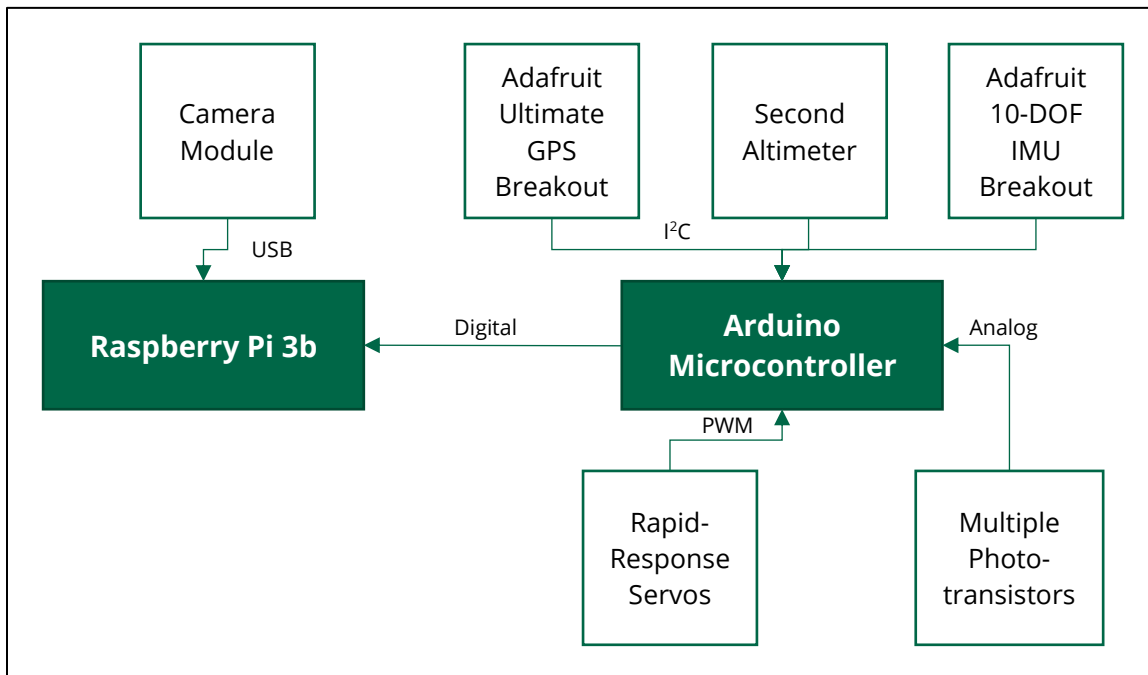 Camera
Module
Adafruit
Ultimate
GPS
Breakout
Second
Altimeter
Adafruit
10-DOF
IMU
Breakout
USB
I²C
Raspberry Pi 3b
Digital
Arduino
Microcontroller
Analog
PWM
Rapid-
Response
Servos
Multiple
Photo-
transistors